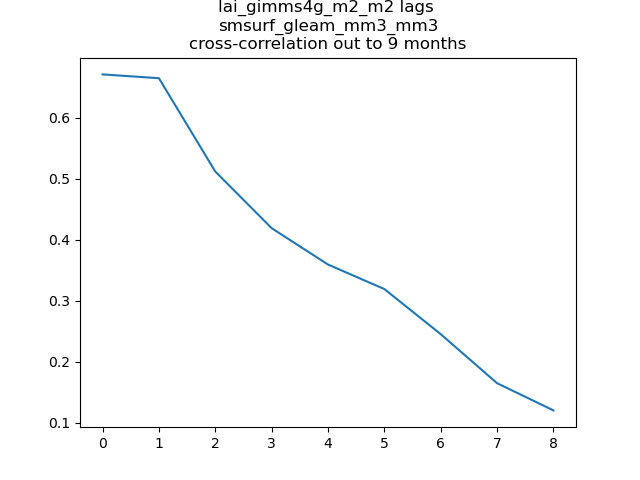 lai_gimms4g_m2_m2 lags
smsurf_gleam_mm3_mm3
cross-correlation out to 9 months
0.6
0.5
0.4
0.3
0.2
0.1
0 1 2 3 4 5 6 7 8